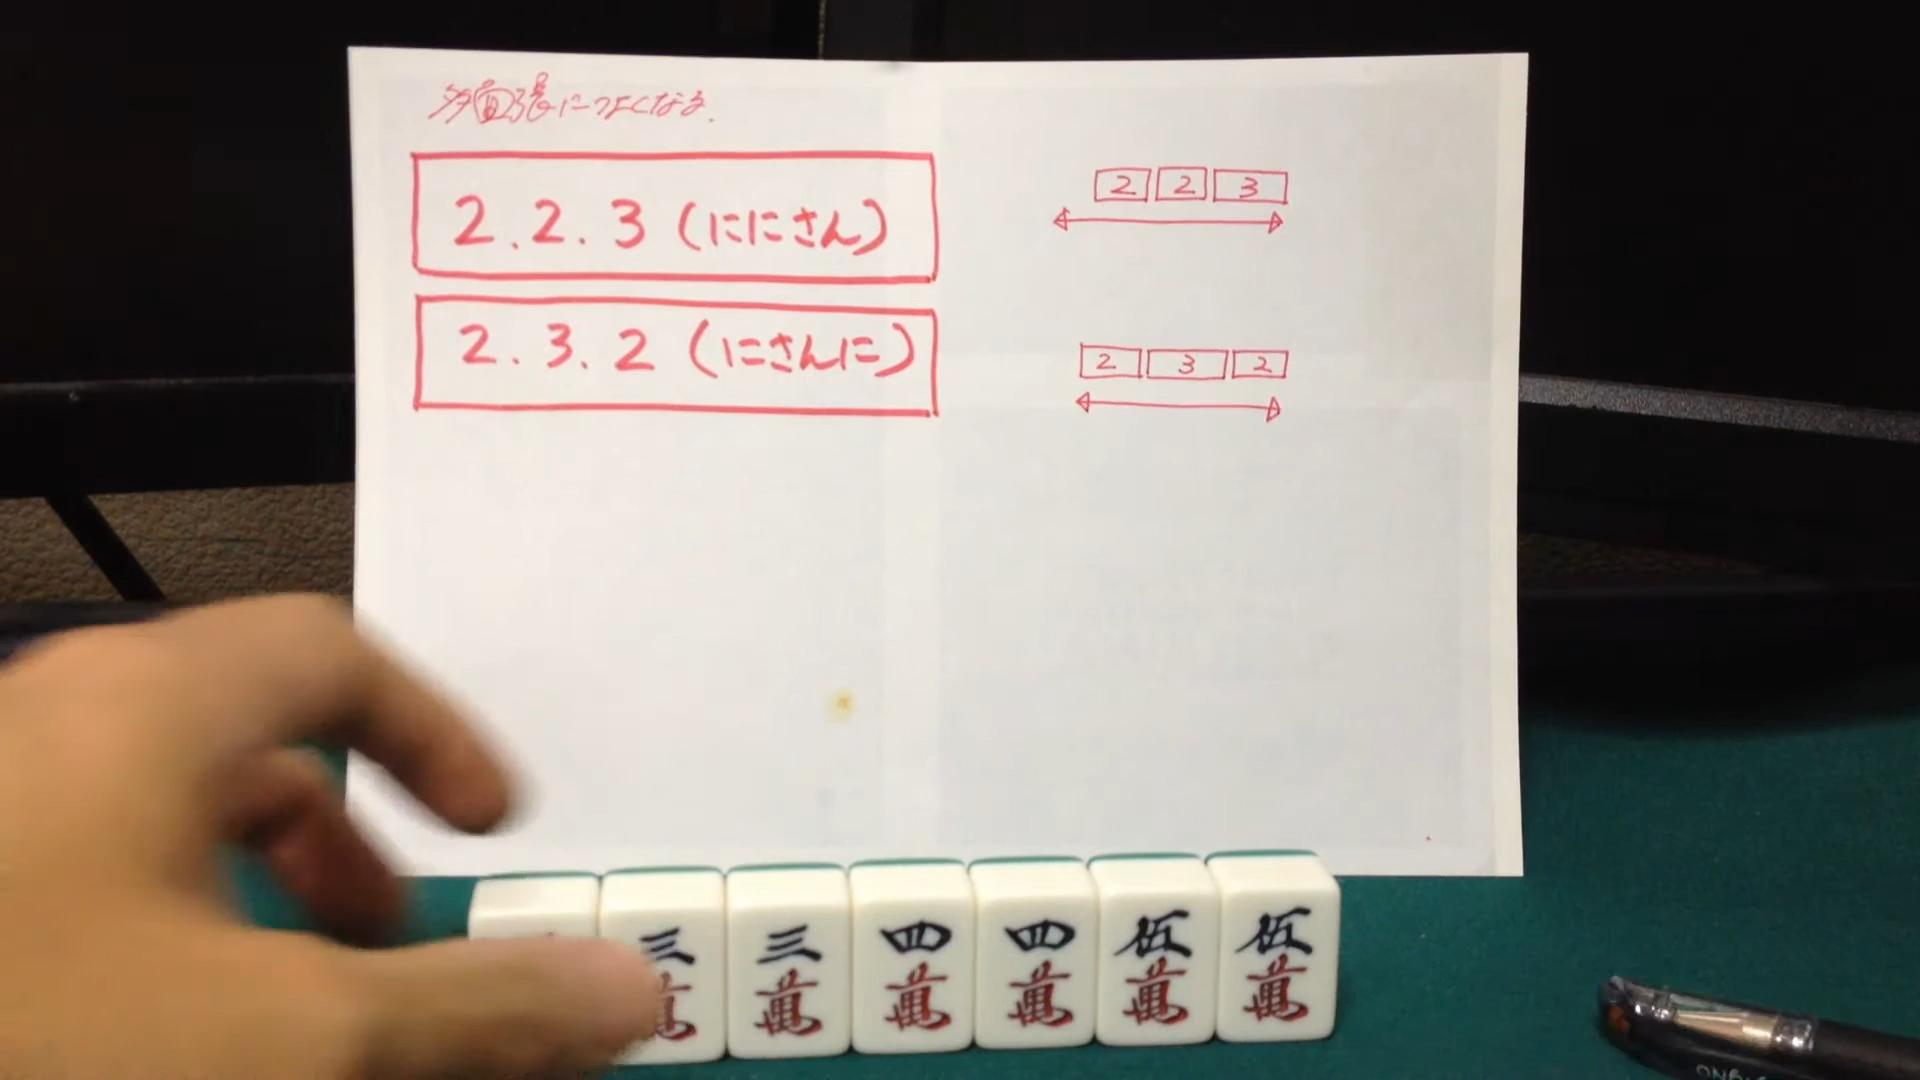 多面張につよくなる.
2.2.3 (ににさん)
2 2 3
2.3.2 (にさんに)
2 3 2
三萬 三萬 四萬 四萬 伍萬 伍萬